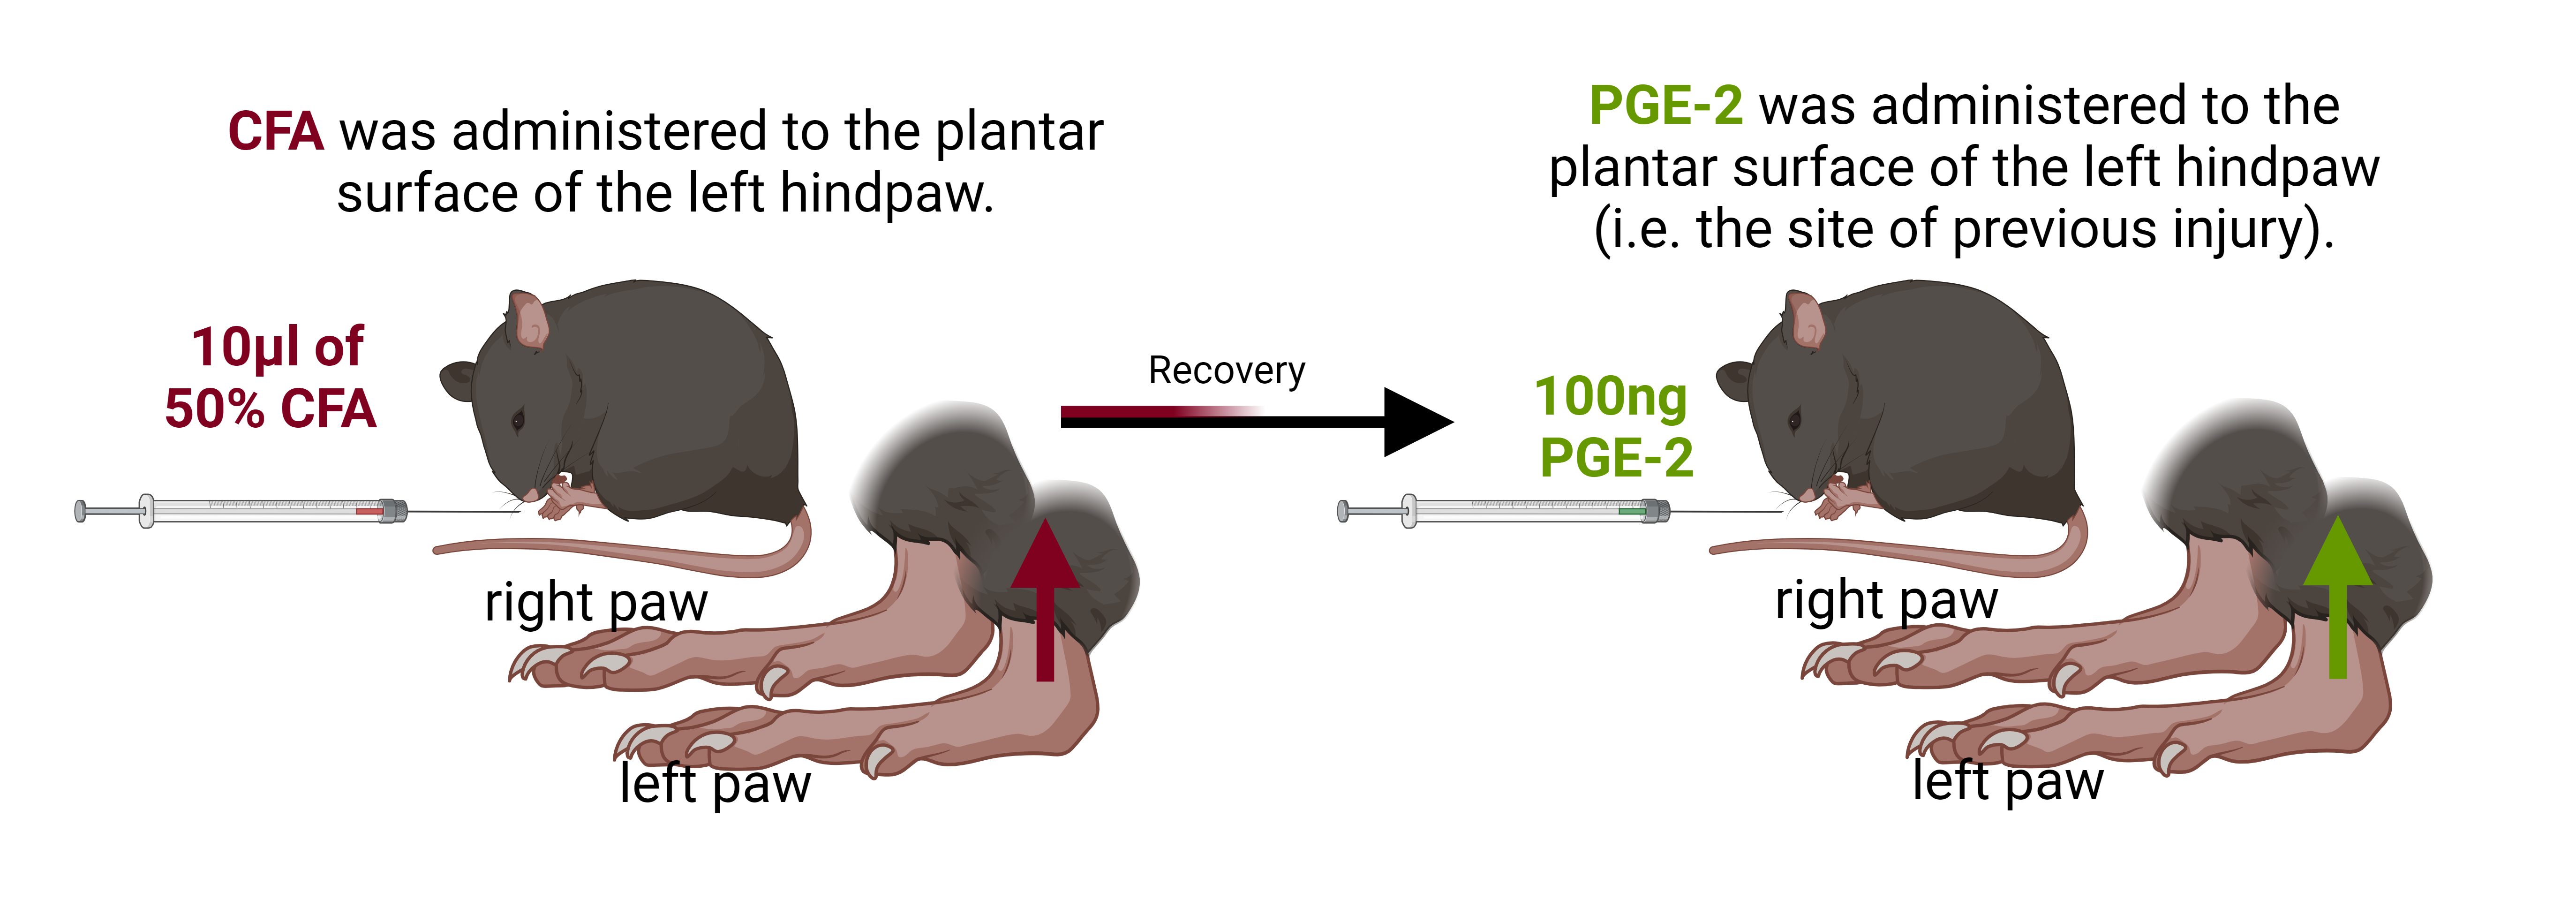 CFA was administered to the plantar
surface of the left hindpaw.
10µl of
50% CFA
right paw
left paw
Recovery
PGE-2 was administered to the
plantar surface of the left hindpaw
(i.e. the site of previous injury).
100ng
PGE-2
right paw
left paw